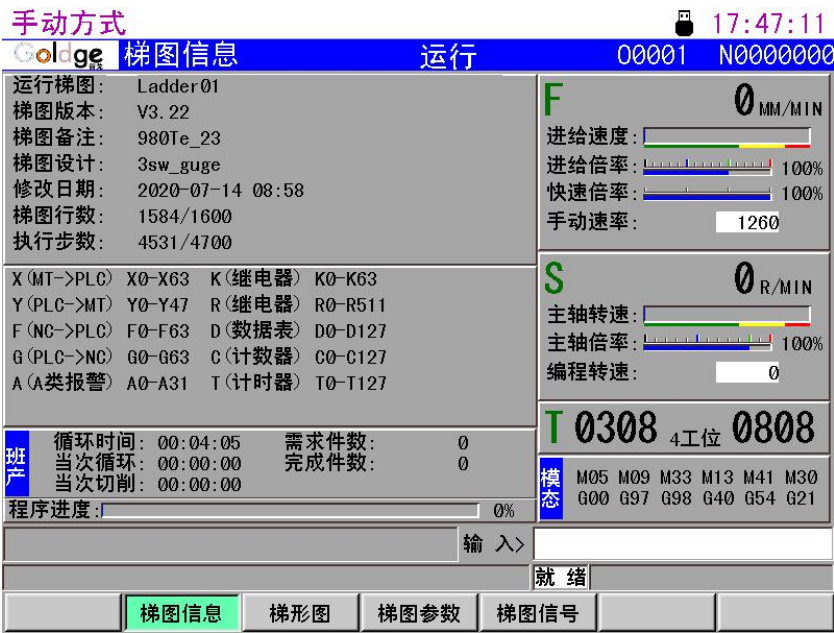 手动方式 17:47:11
Goldge 梯图信息 运行 O0001 N0000000
运行梯图: Ladder01
梯图版本: V3.22
梯图备注: 980Te_23
梯图设计: 3sw_guge
修改日期: 2020-07-14 08:58
梯图行数: 1584/1600
执行步数: 4531/4700
X(MT->PLC) X0-X63 K(继电器) K0-K63
Y(PLC->MT) Y0-Y47 R(继电器) R0-R511
F(NC->PLC) F0-F63 D(数据表) D0-D127
G(PLC->NC) G0-G63 C(计数器) C0-C127
A(A类报警) A0-A31 T(计时器) T0-T127
班产
循环时间: 00:04:05 需求件数: 0
当次循环: 00:00:00 完成件数: 0
当次切削: 00:00:00
程序进度: 0%
F 0 MM/MIN
进给速度:
进给倍率: 100%
快速倍率: 100%
手动速率: 1260
S 0 R/MIN
主轴转速:
主轴倍率: 100%
编程转速: 0
T 0308 4工位 0808
模态
M05 M09 M33 M13 M41 M30
G00 G97 G98 G40 G54 G21
输 入>
就 绪
梯图信息 梯形图 梯图参数 梯图信号